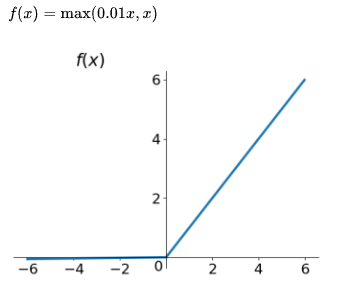 f(x) = max(0.01x, x)
f(x)
6
4
2
−6 −4 −2 0 2 4 6